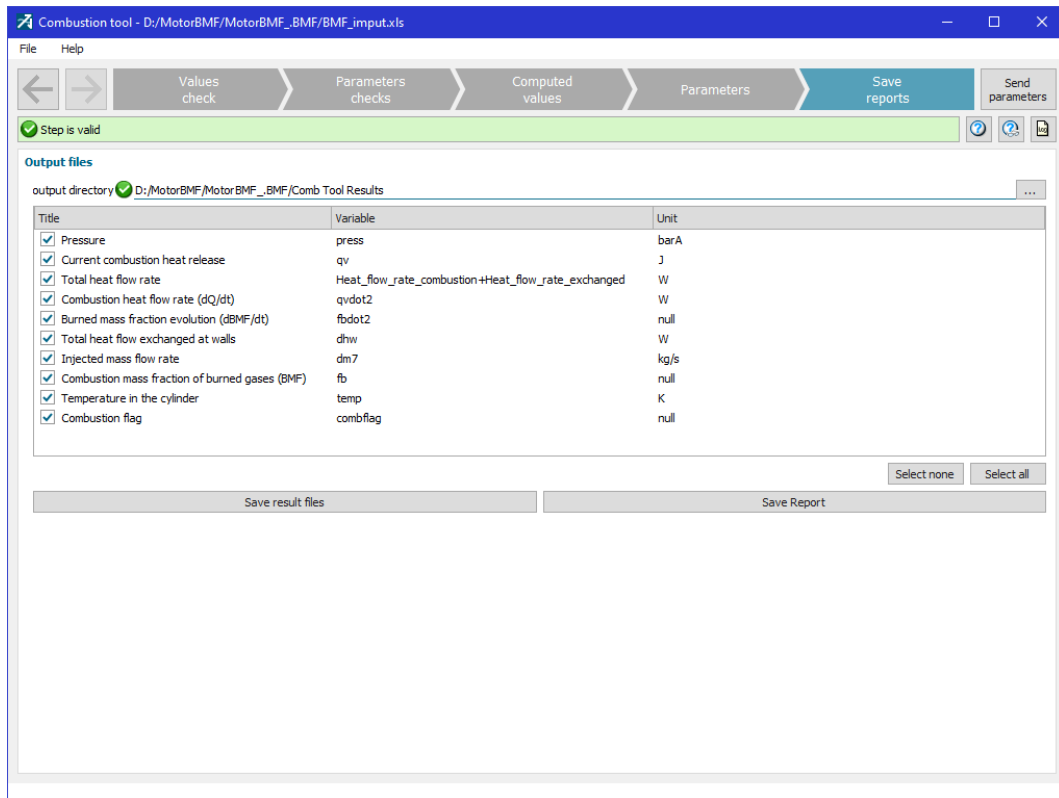 Combustion tool - D:/MotorBMF/MotorBMF_.BMF/BMF_imput.xls
File Help
Values check
Parameters checks
Computed values
Parameters
Save reports
Send parameters
Step is valid
LOG
Output files
output directory D:/MotorBMF/MotorBMF_.BMF/Comb Tool Results ...
Title Variable Unit
Pressure press barA
Current combustion heat release qv J
Total heat flow rate Heat_flow_rate_combustion+Heat_flow_rate_exchanged W
Combustion heat flow rate (dQ/dt) qvdot2 W
Burned mass fraction evolution (dBMF/dt) fbdot2 null
Total heat flow exchanged at walls dhw W
Injected mass flow rate dm7 kg/s
Combustion mass fraction of burned gases (BMF) fb null
Temperature in the cylinder temp K
Combustion flag combflag null
Select none Select all
Save result files Save Report